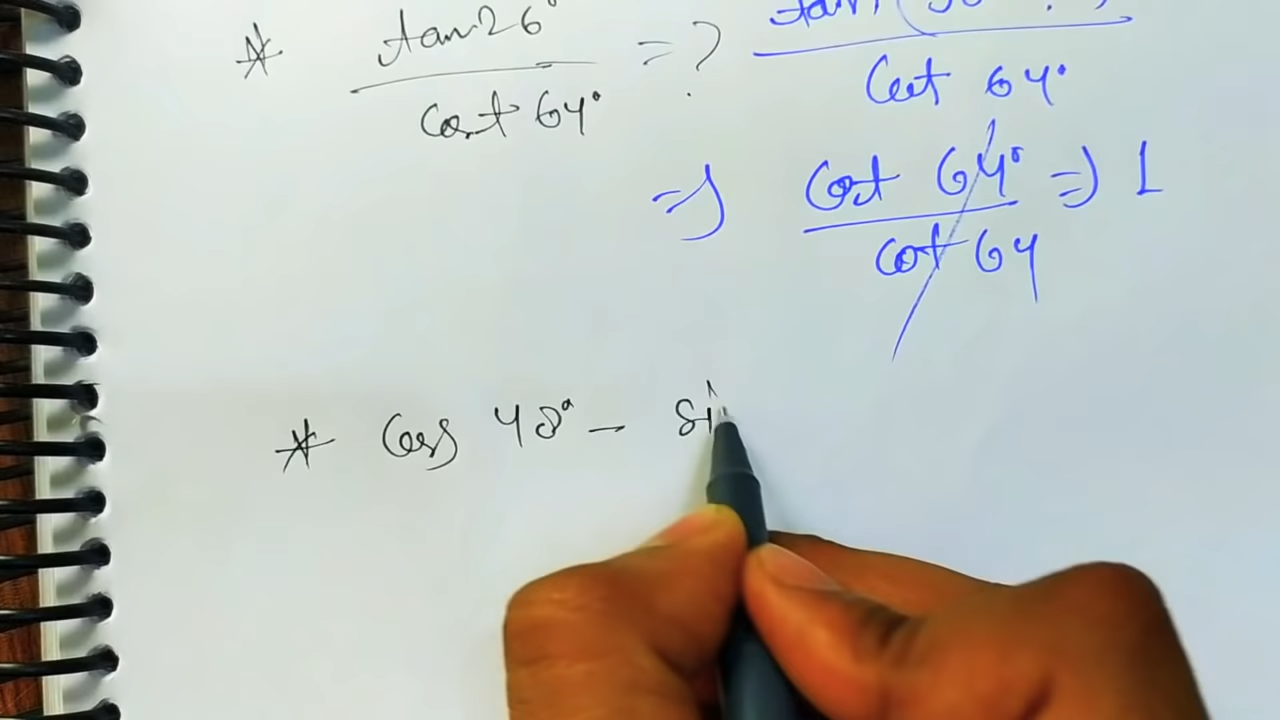 * tan26° / cot 64° = ?
cot 64°
=> cot 64° / cot 64 => 1
* cos 48° - si